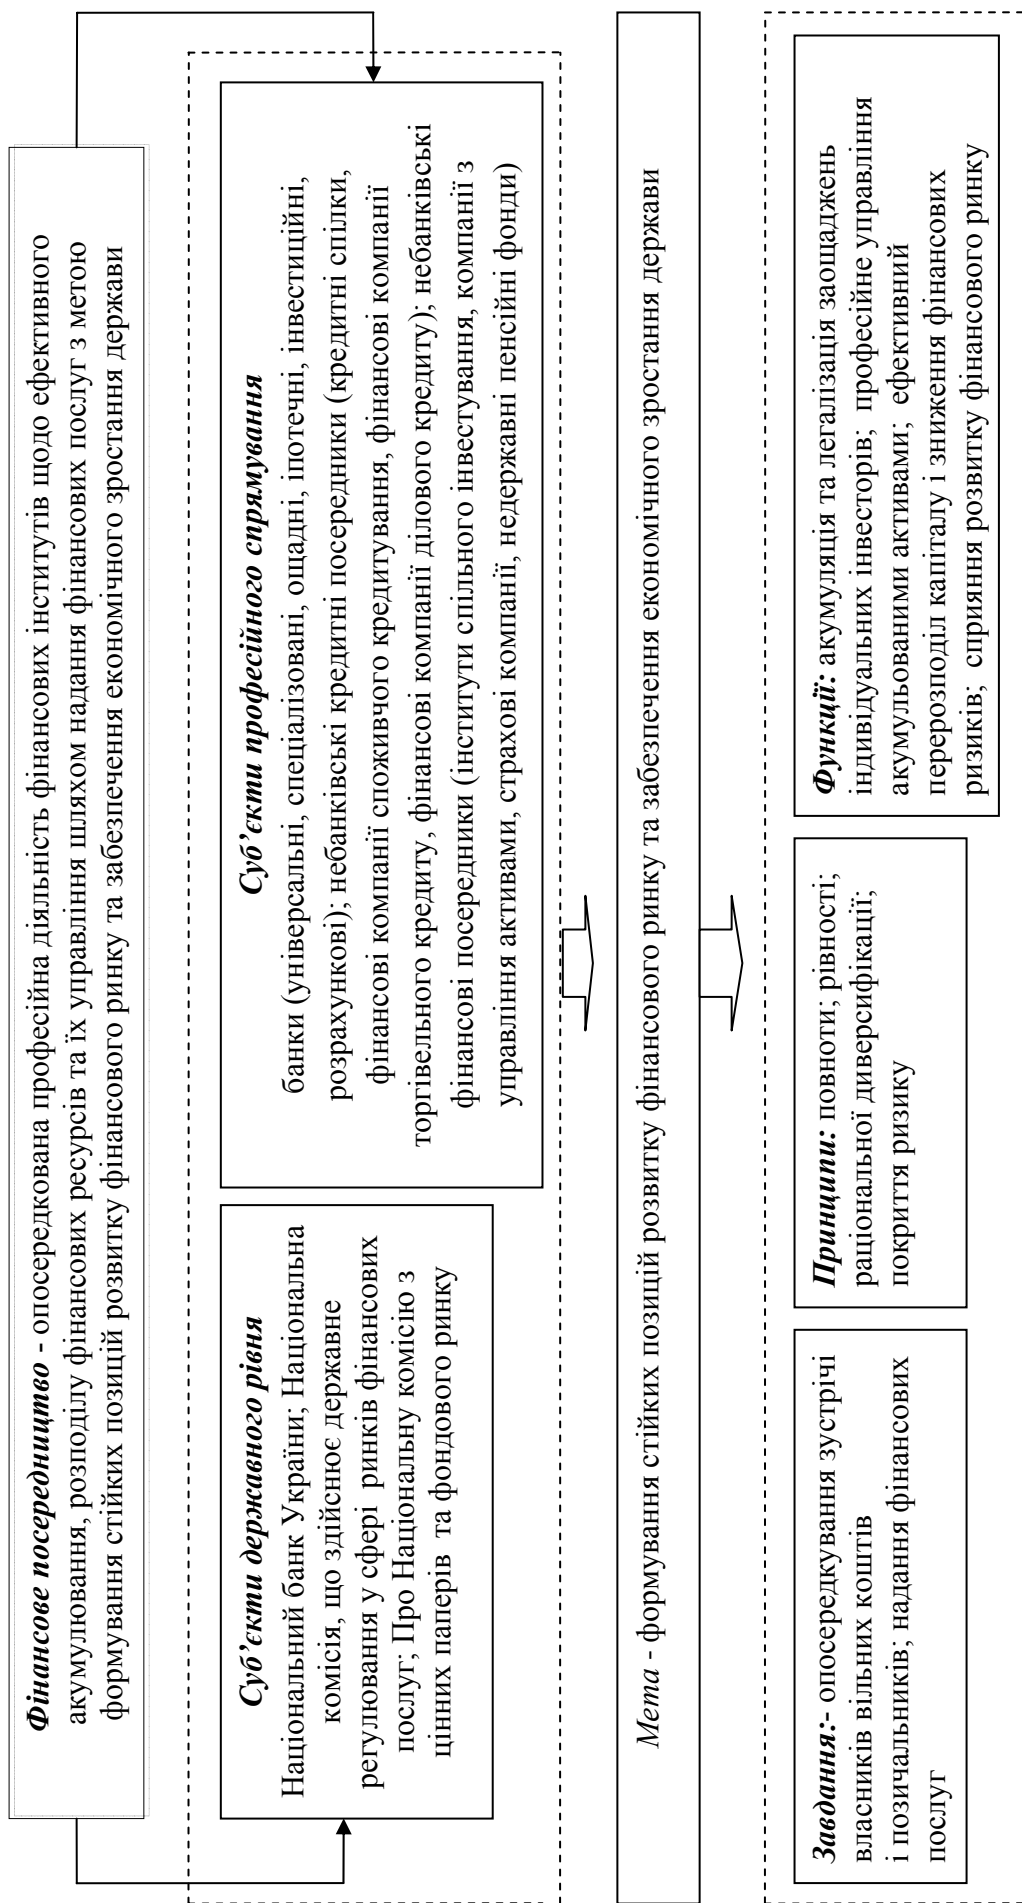 Фінансове посередництво - опосередкована професійна діяльність фінансових інститутів щодо ефективного
акумулювання, розподілу фінансових ресурсів та їх управління шляхом надання фінансових послуг з метою
формування стійких позицій розвитку фінансового ринку та забезпечення економічного зростання держави
Суб’єкти державного рівня
Національний банк України; Національна
комісія, що здійснює державне
регулювання у сфері ринків фінансових
послуг; Про Національну комісію з
цінних паперів та фондового ринку
Суб’єкти професійного спрямування
банки (універсальні, спеціалізовані, ощадні, іпотечні, інвестиційні,
розрахункові); небанківські кредитні посередники (кредитні спілки,
фінансові компанії споживчого кредитування, фінансові компанії
торгівельного кредиту, фінансові компанії ділового кредиту); небанківські
фінансові посередники (інститути спільного інвестування, компанії з
управління активами, страхові компанії, недержавні пенсійні фонди)
Мета - формування стійких позицій розвитку фінансового ринку та забезпечення економічного зростання держави
Завдання:- опосередкування зустрічі
власників вільних коштів
і позичальників; надання фінансових
послуг
Принципи: повноти; рівності;
раціональної диверсифікації;
покриття ризику
Функції: акумуляція та легалізація заощаджень
індивідуальних інвесторів; професійне управління
акумульованими активами; ефективний
перерозподіл капіталу і зниження фінансових
ризиків; сприяння розвитку фінансового ринку